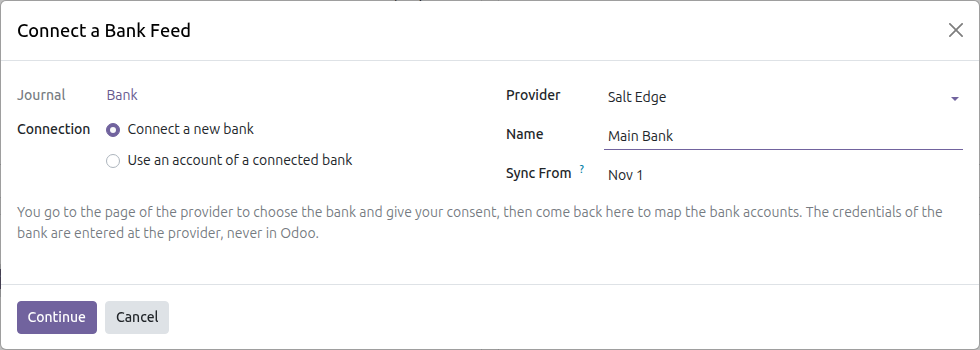 Connect a Bank Feed
Journal Bank
Provider Salt Edge
Connection Connect a new bank
Name Main Bank
Use an account of a connected bank
Sync From ? Nov 1
You go to the page of the provider to choose the bank and give your consent, then come back here to map the bank accounts. The credentials of the
bank are entered at the provider, never in Odoo.
Continue Cancel